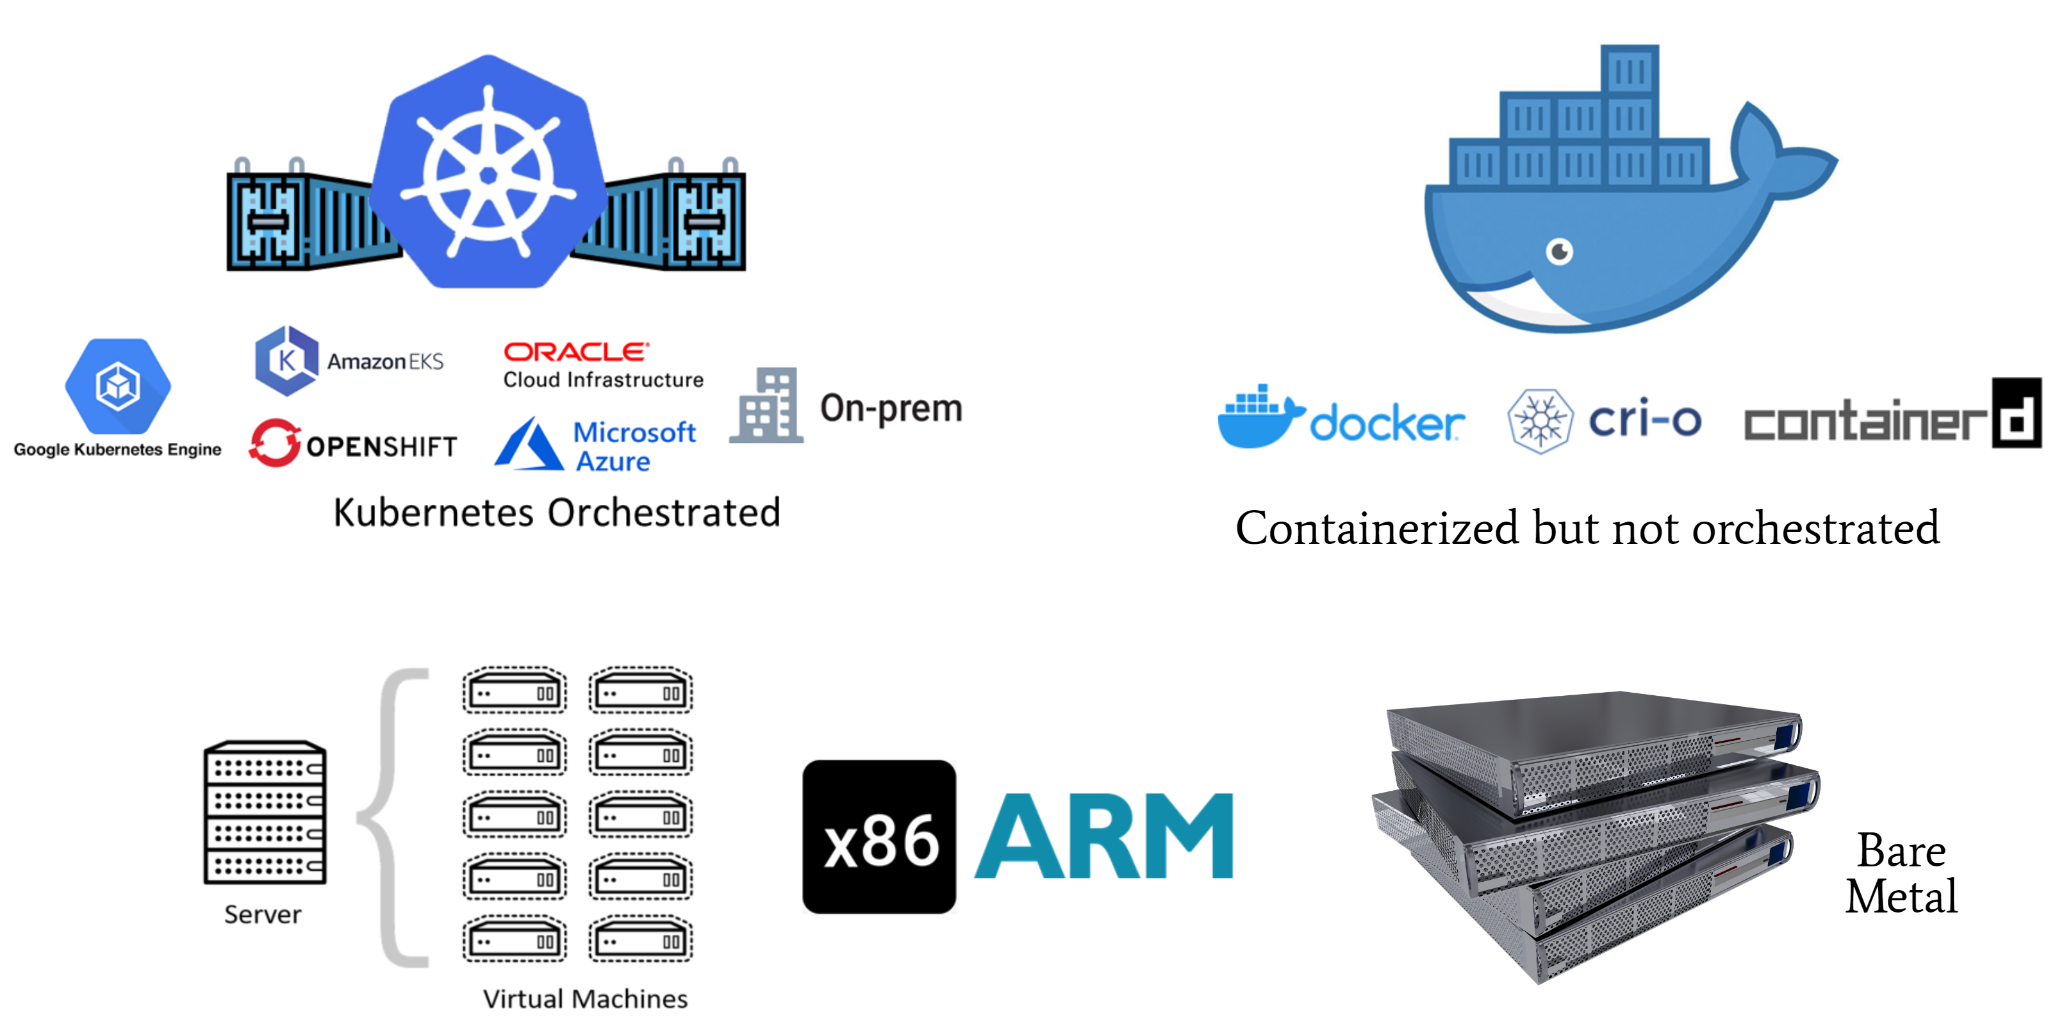 Google Kubernetes Engine
K
Amazon EKS
OPENSHIFT
ORACLE
Cloud Infrastructure
Microsoft
Azure
On-prem
Kubernetes Orchestrated
docker
cri-o
containerd
Containerized but not orchestrated
Server
Virtual Machines
x86
ARM
Bare
Metal